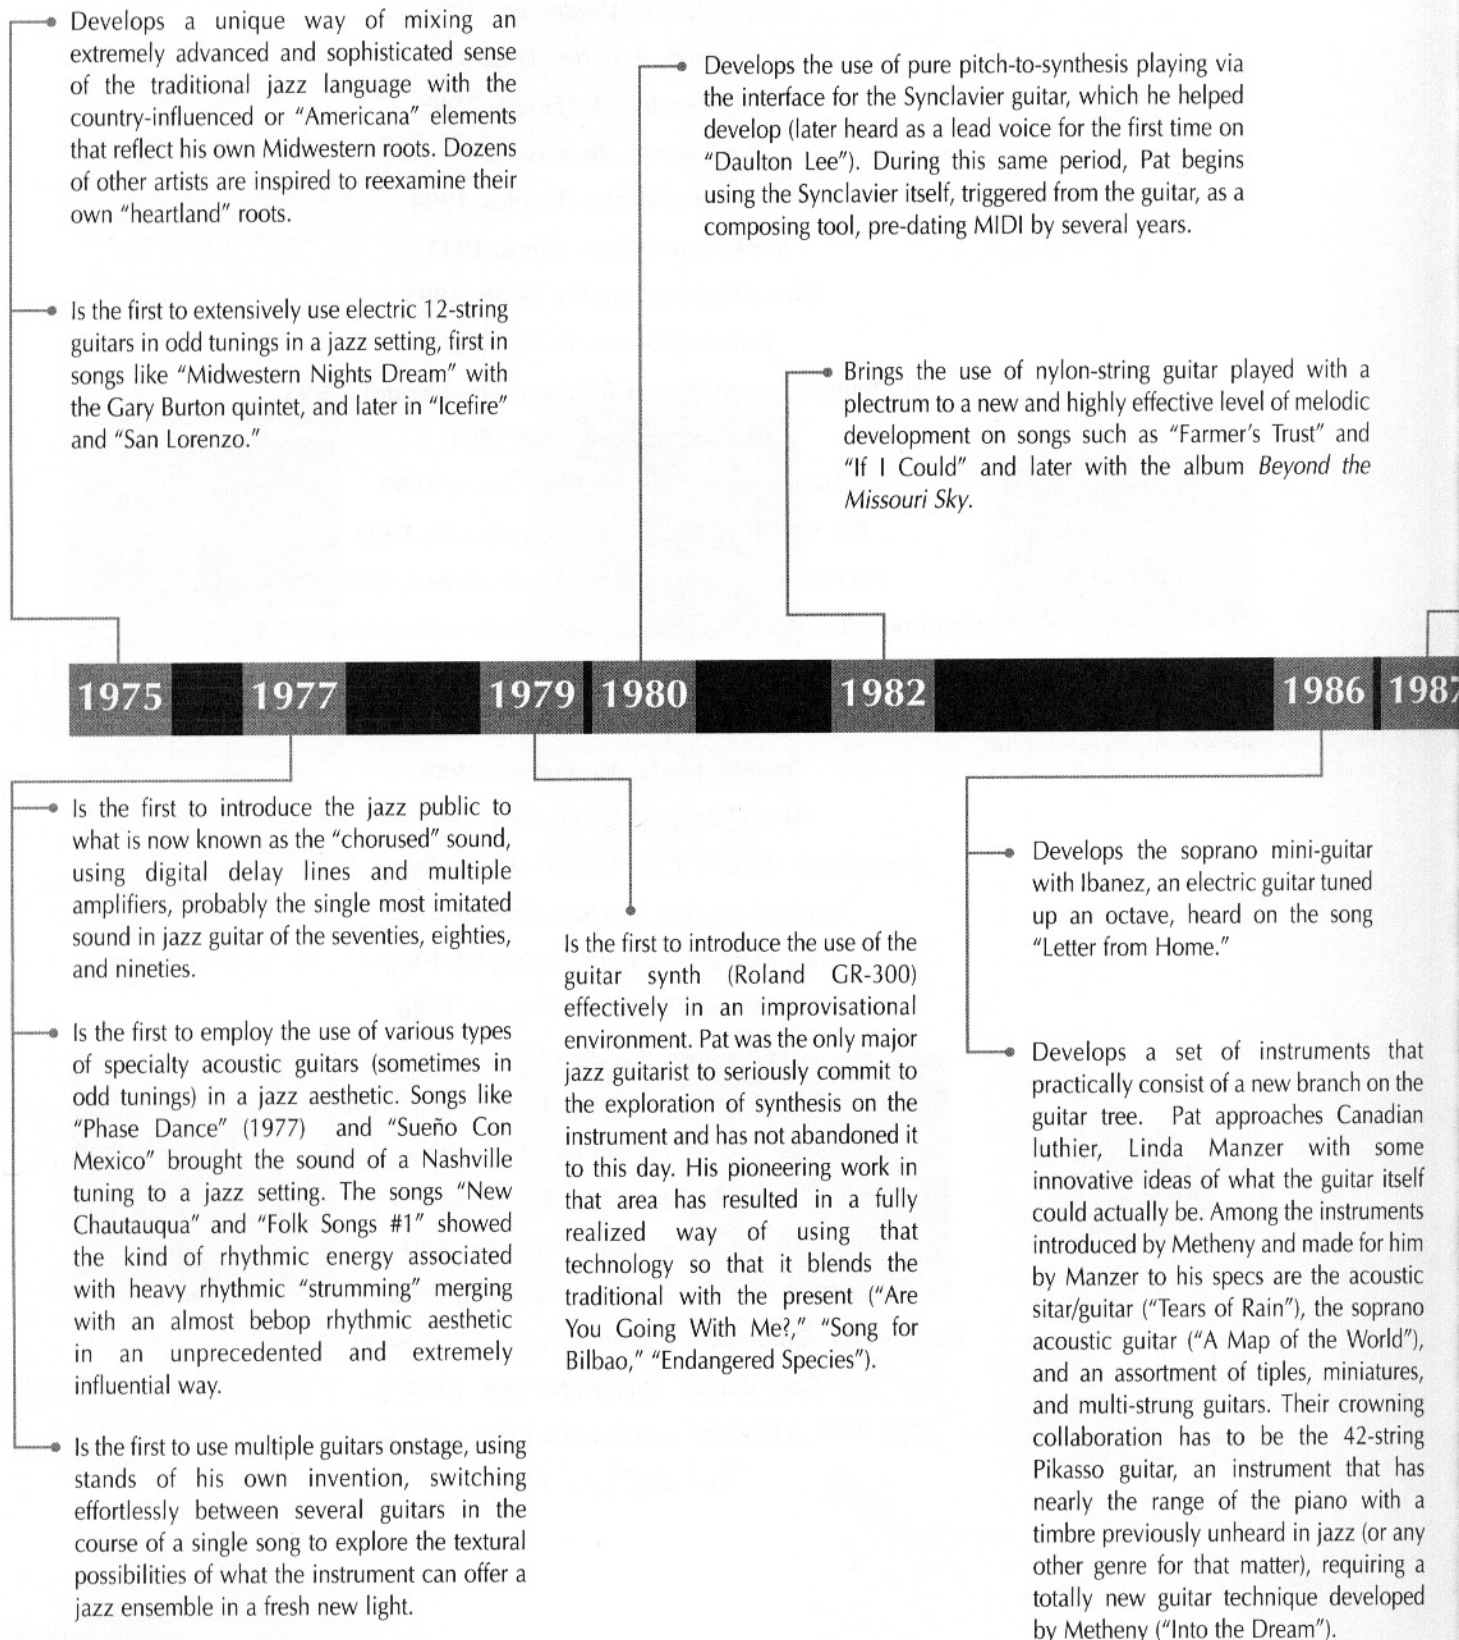 Develops a unique way of mixing an
extremely advanced and sophisticated sense
of the traditional jazz language with the
country-influenced or “Americana” elements
that reflect his own Midwestern roots. Dozens
of other artists are inspired to reexamine their
own “heartland” roots.
Is the first to extensively use electric 12-string
guitars in odd tunings in a jazz setting, first in
songs like “Midwestern Nights Dream” with
the Gary Burton quintet, and later in “Icefire”
and “San Lorenzo.”
Develops the use of pure pitch-to-synthesis playing via
the interface for the Synclavier guitar, which he helped
develop (later heard as a lead voice for the first time on
“Daulton Lee”). During this same period, Pat begins
using the Synclavier itself, triggered from the guitar, as a
composing tool, pre-dating MIDI by several years.
Brings the use of nylon-string guitar played with a
plectrum to a new and highly effective level of melodic
development on songs such as “Farmer’s Trust” and
“If I Could” and later with the album Beyond the
Missouri Sky.
1975 1977 1979 1980 1982 1986 1987
Is the first to introduce the jazz public to
what is now known as the “chorused” sound,
using digital delay lines and multiple
amplifiers, probably the single most imitated
sound in jazz guitar of the seventies, eighties,
and nineties.
Is the first to employ the use of various types
of specialty acoustic guitars (sometimes in
odd tunings) in a jazz aesthetic. Songs like
“Phase Dance” (1977) and “Sueño Con
Mexico” brought the sound of a Nashville
tuning to a jazz setting. The songs “New
Chautauqua” and “Folk Songs #1” showed
the kind of rhythmic energy associated
with heavy rhythmic “strumming” merging
with an almost bebop rhythmic aesthetic
in an unprecedented and extremely
influential way.
Is the first to use multiple guitars onstage, using
stands of his own invention, switching
effortlessly between several guitars in the
course of a single song to explore the textural
possibilities of what the instrument can offer a
jazz ensemble in a fresh new light.
Is the first to introduce the use of the
guitar synth (Roland GR-300)
effectively in an improvisational
environment. Pat was the only major
jazz guitarist to seriously commit to
the exploration of synthesis on the
instrument and has not abandoned it
to this day. His pioneering work in
that area has resulted in a fully
realized way of using that
technology so that it blends the
traditional with the present (“Are
You Going With Me?,” “Song for
Bilbao,” “Endangered Species”).
Develops the soprano mini-guitar
with Ibanez, an electric guitar tuned
up an octave, heard on the song
“Letter from Home.”
Develops a set of instruments that
practically consist of a new branch on the
guitar tree. Pat approaches Canadian
luthier, Linda Manzer with some
innovative ideas of what the guitar itself
could actually be. Among the instruments
introduced by Metheny and made for him
by Manzer to his specs are the acoustic
sitar/guitar (“Tears of Rain”), the soprano
acoustic guitar (“A Map of the World”),
and an assortment of tiples, miniatures,
and multi-strung guitars. Their crowning
collaboration has to be the 42-string
Pikasso guitar, an instrument that has
nearly the range of the piano with a
timbre previously unheard in jazz (or any
other genre for that matter), requiring a
totally new guitar technique developed
by Metheny (“Into the Dream”).